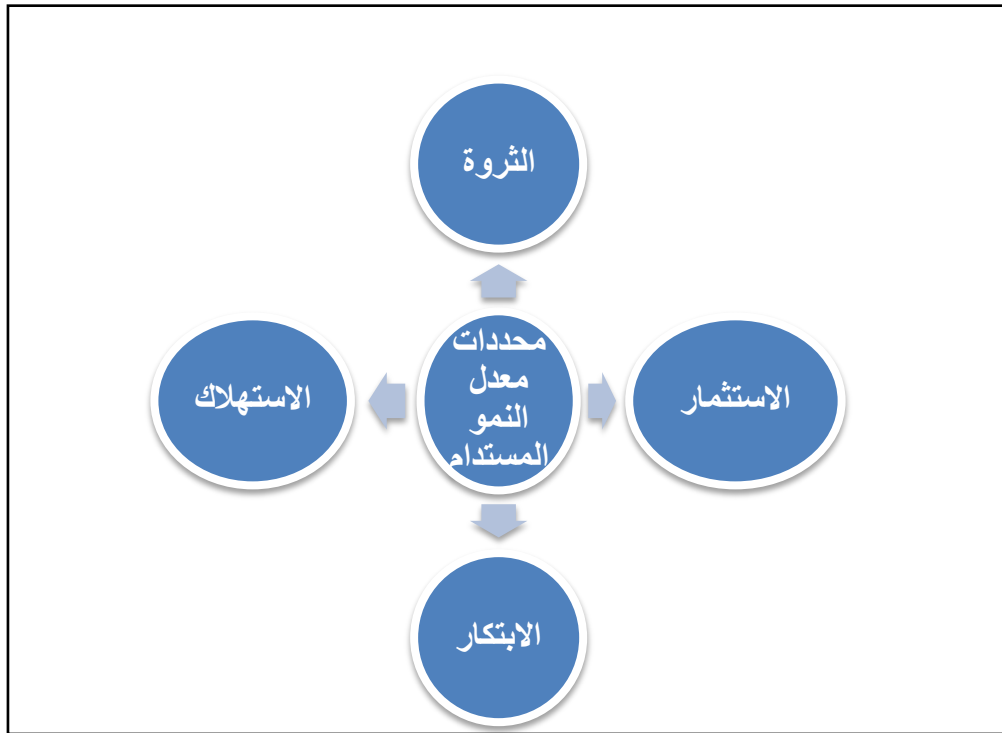 الثروة
محددات
معدل
النمو
المستدام
الاستثمار
الاستهلاك
الابتكار